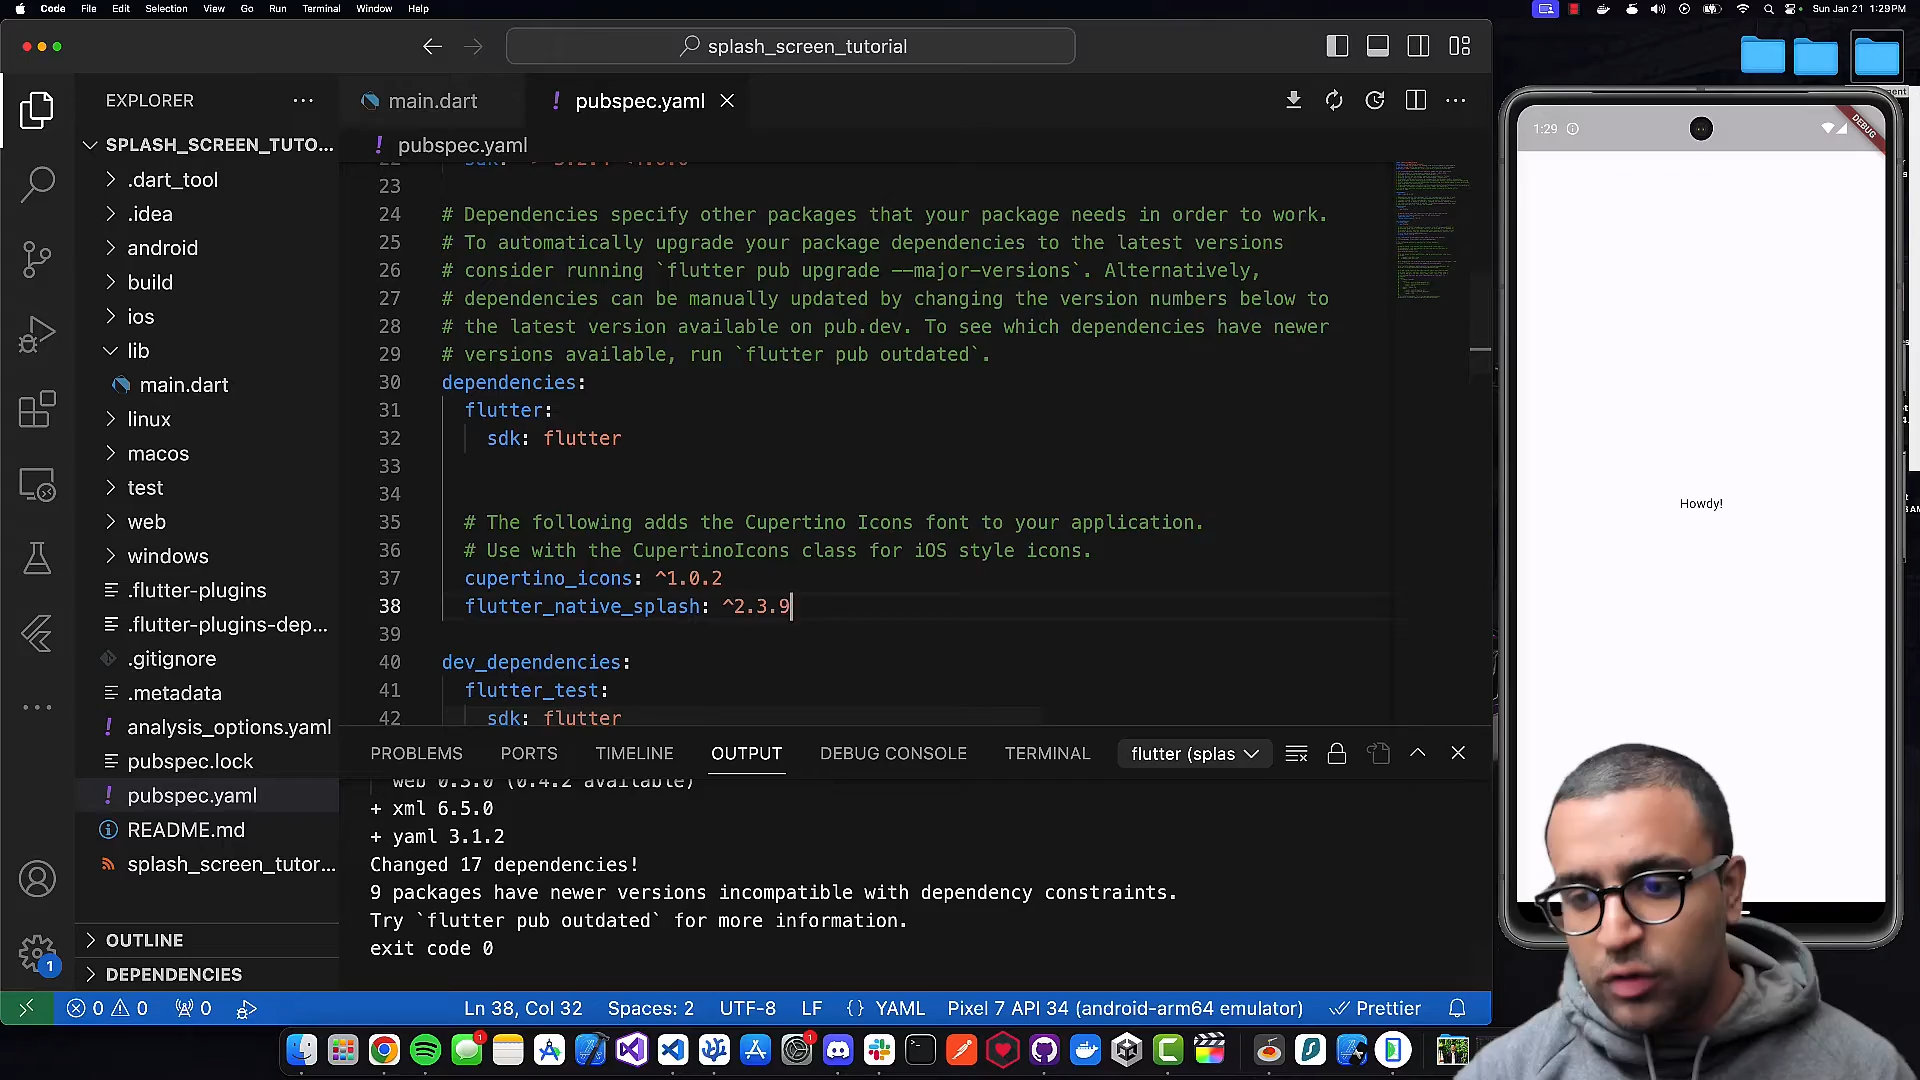 Code File Edit Selection View Go Run Terminal Window Help
Sun Jan 21 1:29PM
splash_screen_tutorial
EXPLORER
SPLASH_SCREEN_TUTO...
.dart_tool
.idea
android
build
ios
lib
main.dart
linux
macos
test
web
windows
.flutter-plugins
.flutter-plugins-dep...
.gitignore
.metadata
analysis_options.yaml
pubspec.lock
pubspec.yaml
README.md
splash_screen_tutor...
OUTLINE
DEPENDENCIES
1
main.dart
! pubspec.yaml
! pubspec.yaml
23
24 # Dependencies specify other packages that your package needs in order to work.
25 # To automatically upgrade your package dependencies to the latest versions
26 # consider running `flutter pub upgrade --major-versions`. Alternatively,
27 # dependencies can be manually updated by changing the version numbers below to
28 # the latest version available on pub.dev. To see which dependencies have newer
29 # versions available, run `flutter pub outdated`.
30 dependencies:
31 flutter:
32 sdk: flutter
33
34
35 # The following adds the Cupertino Icons font to your application.
36 # Use with the CupertinoIcons class for iOS style icons.
37 cupertino_icons: ^1.0.2
38 flutter_native_splash: ^2.3.9
39
40 dev_dependencies:
41 flutter_test:
42 sdk: flutter
PROBLEMS PORTS TIMELINE OUTPUT DEBUG CONSOLE TERMINAL flutter (splas
web 0.3.0 (0.4.2 available)
+ xml 6.5.0
+ yaml 3.1.2
Changed 17 dependencies!
9 packages have newer versions incompatible with dependency constraints.
Try `flutter pub outdated` for more information.
exit code 0
0 0 0 Ln 38, Col 32 Spaces: 2 UTF-8 LF {} YAML Pixel 7 API 34 (android-arm64 emulator) Prettier
1:29
DEBUG
Howdy!